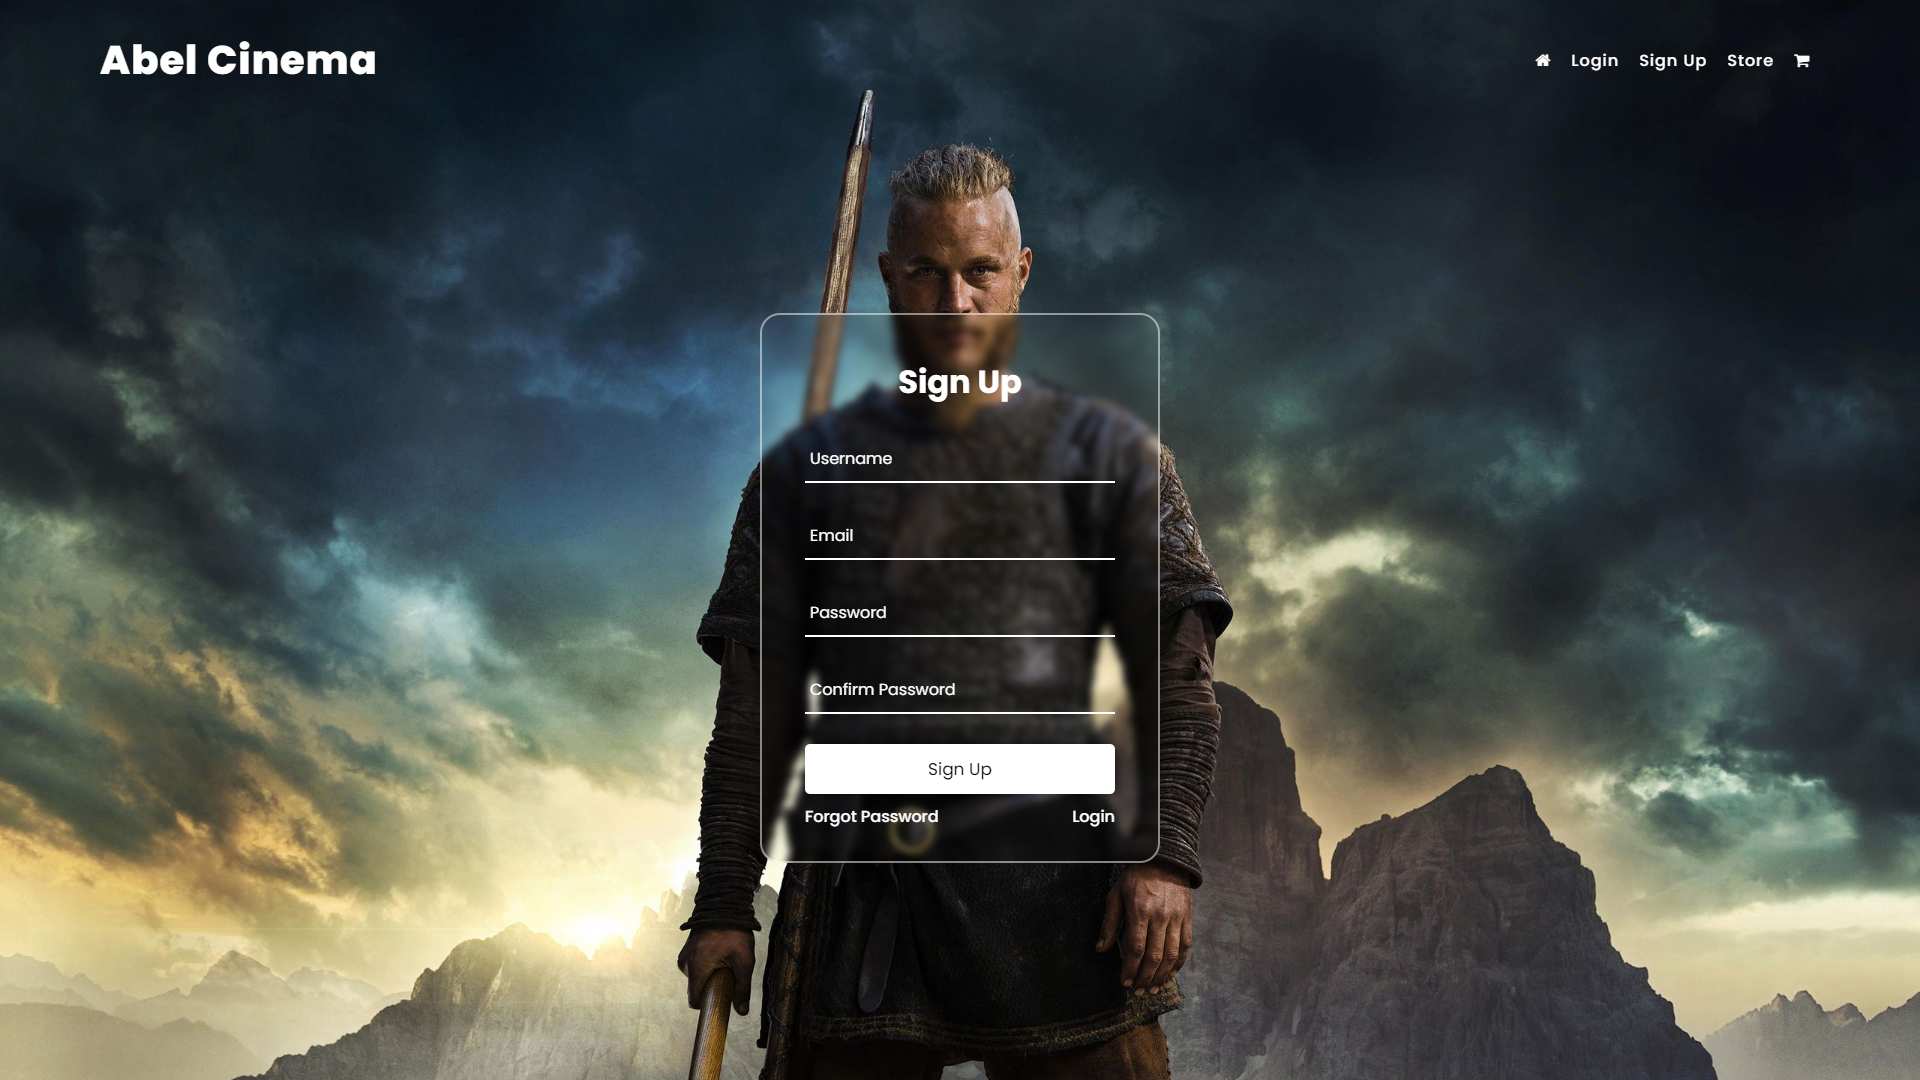 Abel Cinema
Login Sign Up Store
Sign Up
Username
Email
Password
Confirm Password
Sign Up
Forgot Password Login